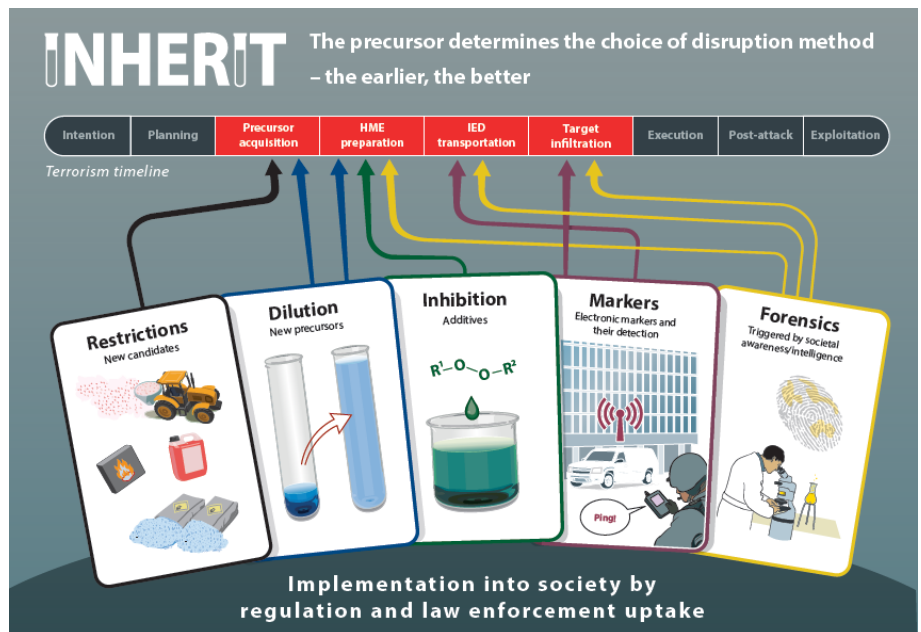 INHERIT
The precursor determines the choice of disruption method
– the earlier, the better
Intention
Planning
Precursor
acquisition
HME
preparation
IED
transportation
Target
infiltration
Execution
Post-attack
Exploitation
Terrorism timeline
Restrictions
New candidates
Dilution
New precursors
Inhibition
Additives
R¹–O
O–R²
Markers
Electronic markers and
their detection
Ping!
Forensics
Triggered by societal
awareness/intelligence
Implementation into society by
regulation and law enforcement uptake